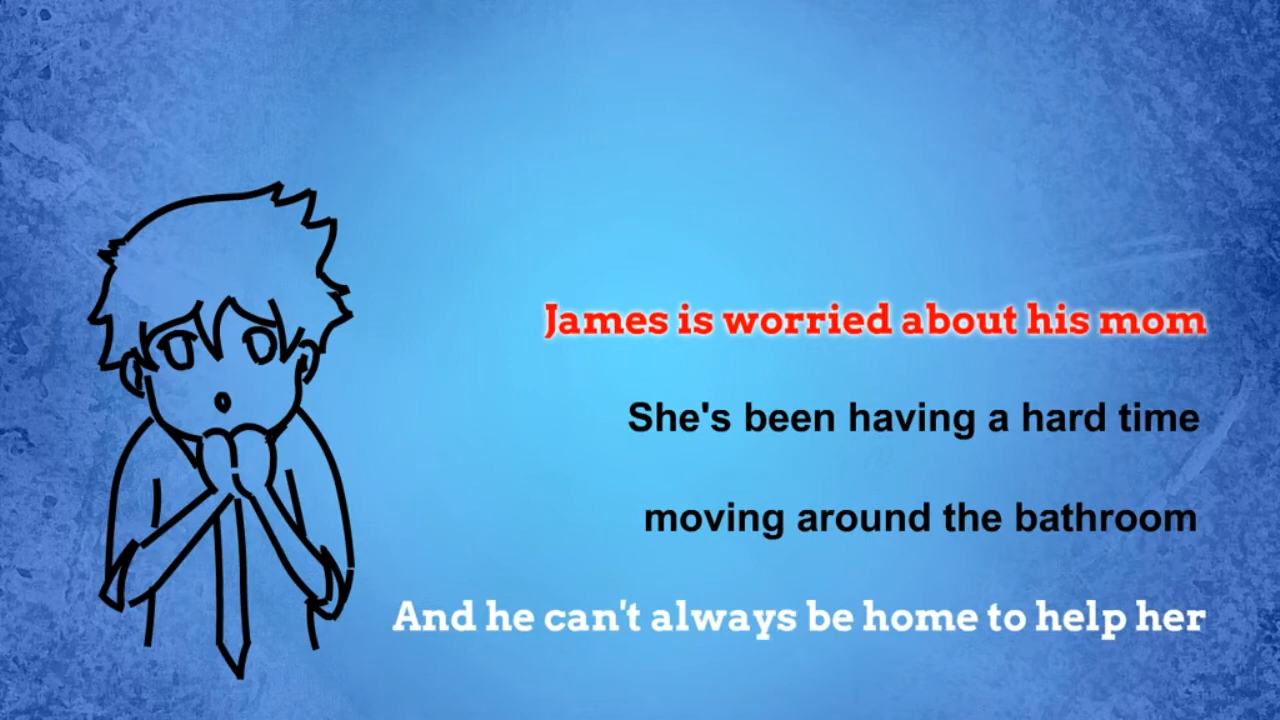 James is worried about his mom
She's been having a hard time
moving around the bathroom
And he can't always be home to help her